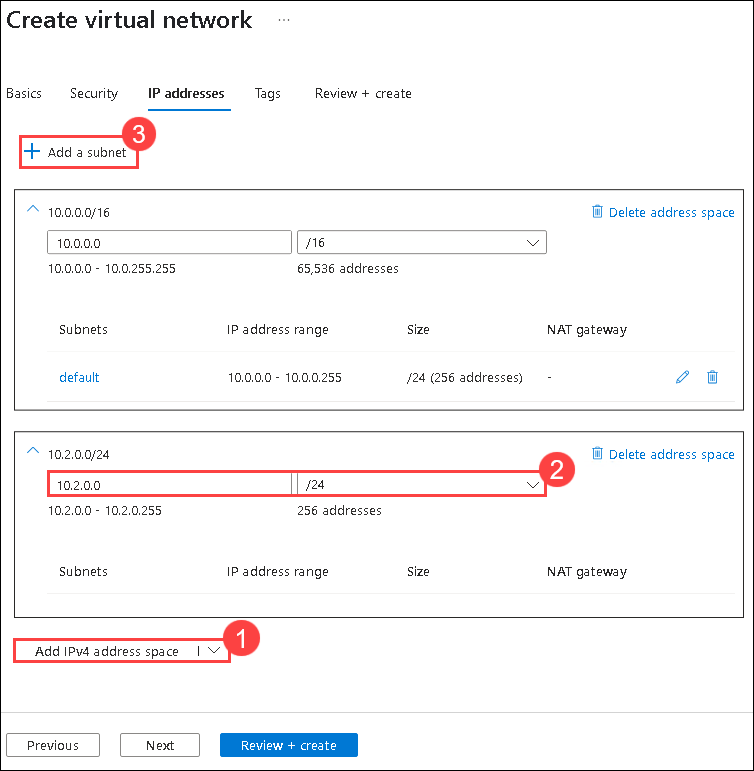 Create virtual network ...
Basics Security IP addresses Tags Review + create
3
+ Add a subnet
10.0.0.0/16 Delete address space
10.0.0.0 /16
10.0.0.0 - 10.0.255.255 65,536 addresses
Subnets IP address range Size NAT gateway
default 10.0.0.0 - 10.0.0.255 /24 (256 addresses) -
10.2.0.0/24 Delete address space
10.2.0.0 /24 2
10.2.0.0 - 10.2.0.255 256 addresses
Subnets IP address range Size NAT gateway
Add IPv4 address space | 1
Previous Next Review + create